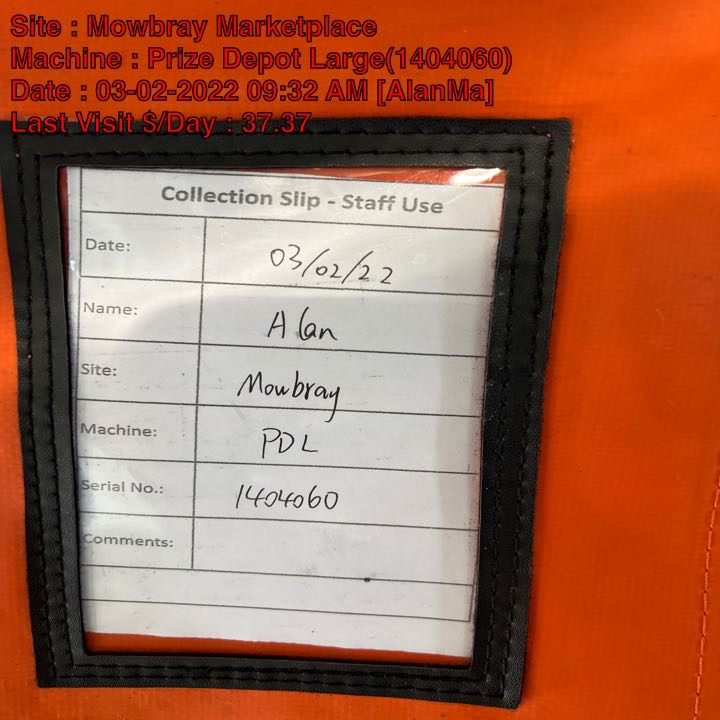 Site : Mowbray Marketplace
Machine : Prize Depot Large(1404060)
Date : 03-02-2022 09:32 AM [AlanMa]
Last Visit $/Day : 37.37
Collection Slip - Staff Use
Date: 03/02/22
Name: Alan
Site: Mowbray
Machine: PDL
Serial No.: 1404060
Comments: